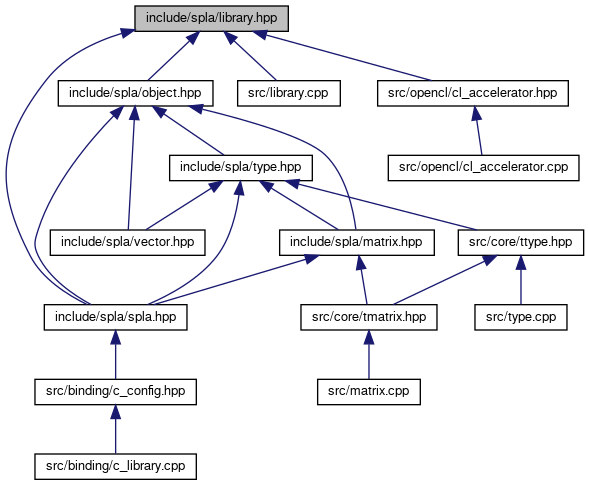 include/spla/library.hpp
include/spla/object.hpp
src/library.cpp
src/opencl/cl_accelerator.hpp
include/spla/type.hpp
src/opencl/cl_accelerator.cpp
include/spla/vector.hpp
include/spla/matrix.hpp
src/core/ttype.hpp
include/spla/spla.hpp
src/core/tmatrix.hpp
src/type.cpp
src/binding/c_config.hpp
src/matrix.cpp
src/binding/c_library.cpp